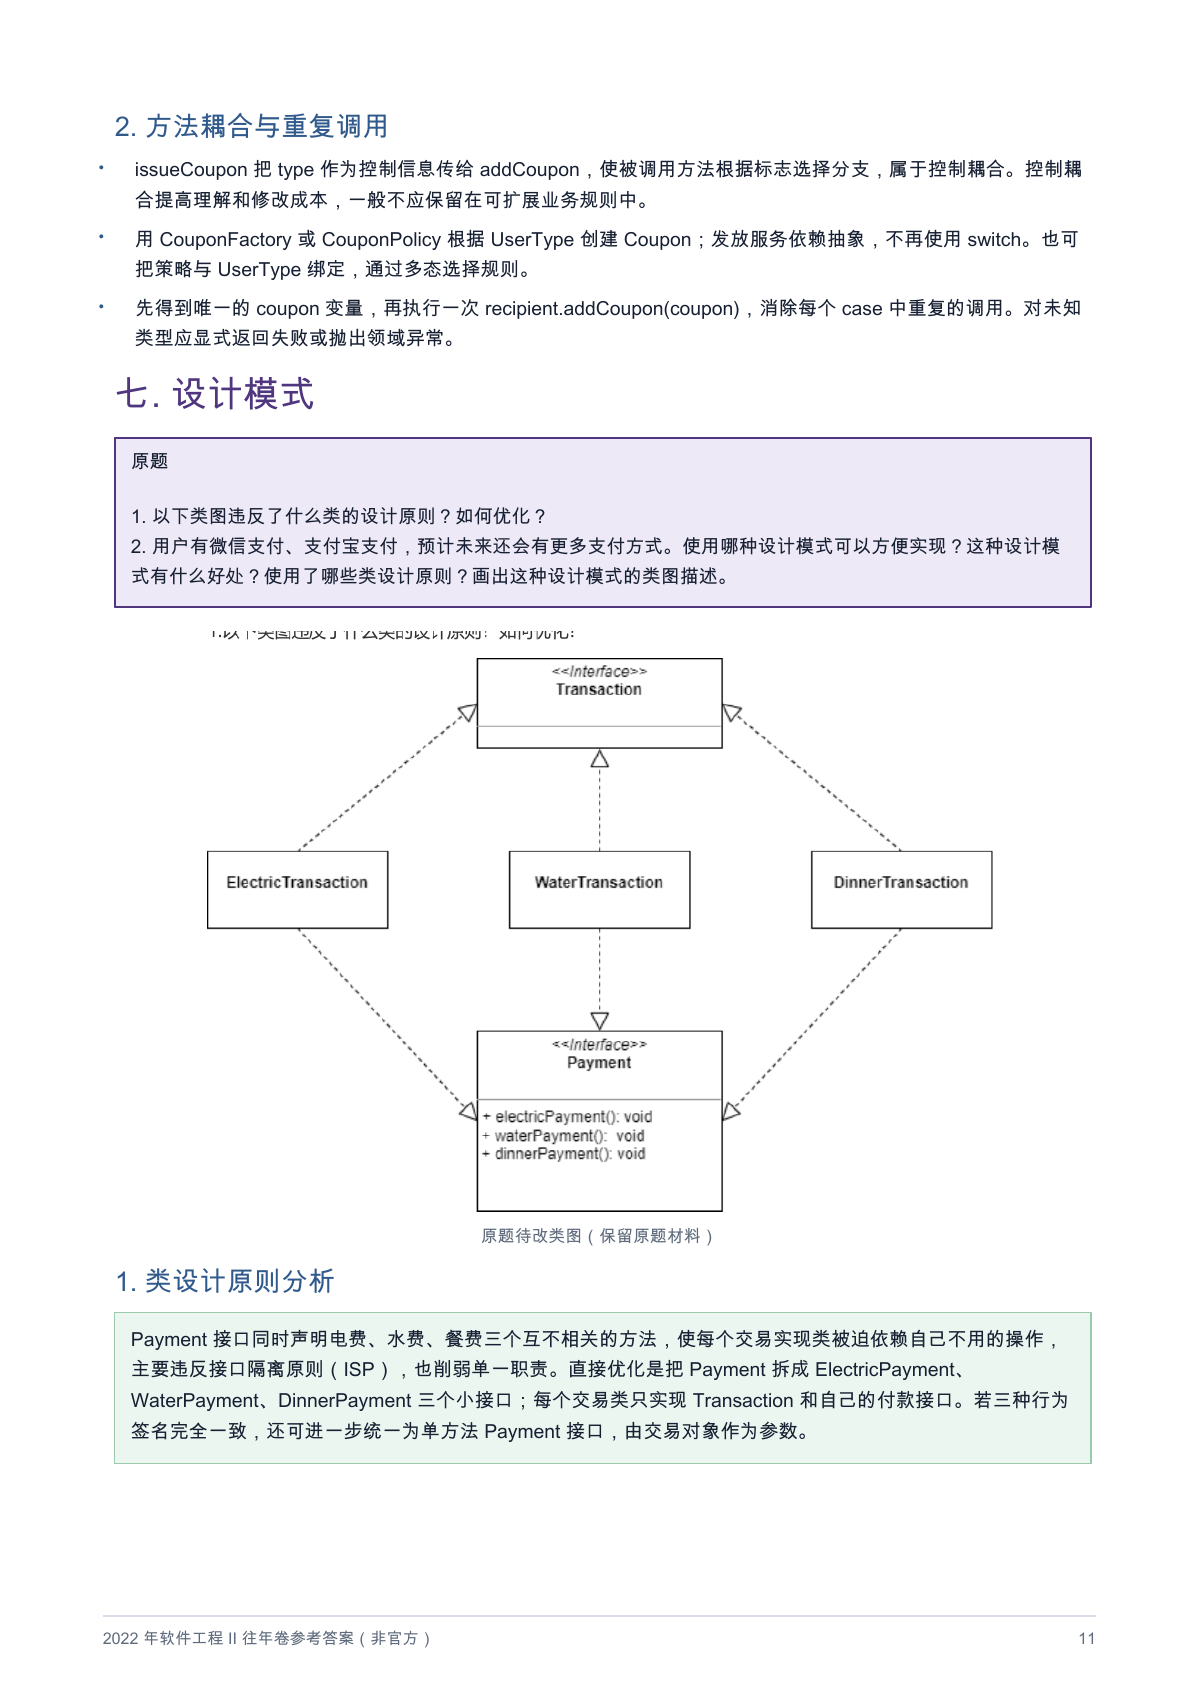 2. 方法耦合与重复调用
• issueCoupon 把 type 作为控制信息传给 addCoupon，使被调用方法根据标志选择分支，属于控制耦合。控制耦
合提高理解和修改成本，一般不应保留在可扩展业务规则中。
• 用 CouponFactory 或 CouponPolicy 根据 UserType 创建 Coupon；发放服务依赖抽象，不再使用 switch。也可
把策略与 UserType 绑定，通过多态选择规则。
• 先得到唯一的 coupon 变量，再执行一次 recipient.addCoupon(coupon)，消除每个 case 中重复的调用。对未知
类型应显式返回失败或抛出领域异常。
七. 设计模式
原题
1. 以下类图违反了什么类的设计原则？如何优化？
2. 用户有微信支付、支付宝支付，预计未来还会有更多支付方式。使用哪种设计模式可以方便实现？这种设计模
式有什么好处？使用了哪些类设计原则？画出这种设计模式的类图描述。
1.以下类图违反了什么类的设计原则？如何优化？
<<Interface>>
Transaction
ElectricTransaction
WaterTransaction
DinnerTransaction
<<Interface>>
Payment
+ electricPayment(): void
+ waterPayment(): void
+ dinnerPayment(): void
原题待改类图（保留原题材料）
1. 类设计原则分析
Payment 接口同时声明电费、水费、餐费三个互不相关的方法，使每个交易实现类被迫依赖自己不用的操作，
主要违反接口隔离原则（ISP），也削弱单一职责。直接优化是把 Payment 拆成 ElectricPayment、
WaterPayment、DinnerPayment 三个小接口；每个交易类只实现 Transaction 和自己的付款接口。若三种行为
签名完全一致，还可进一步统一为单方法 Payment 接口，由交易对象作为参数。
2022 年软件工程 II 往年卷参考答案（非官方）
11